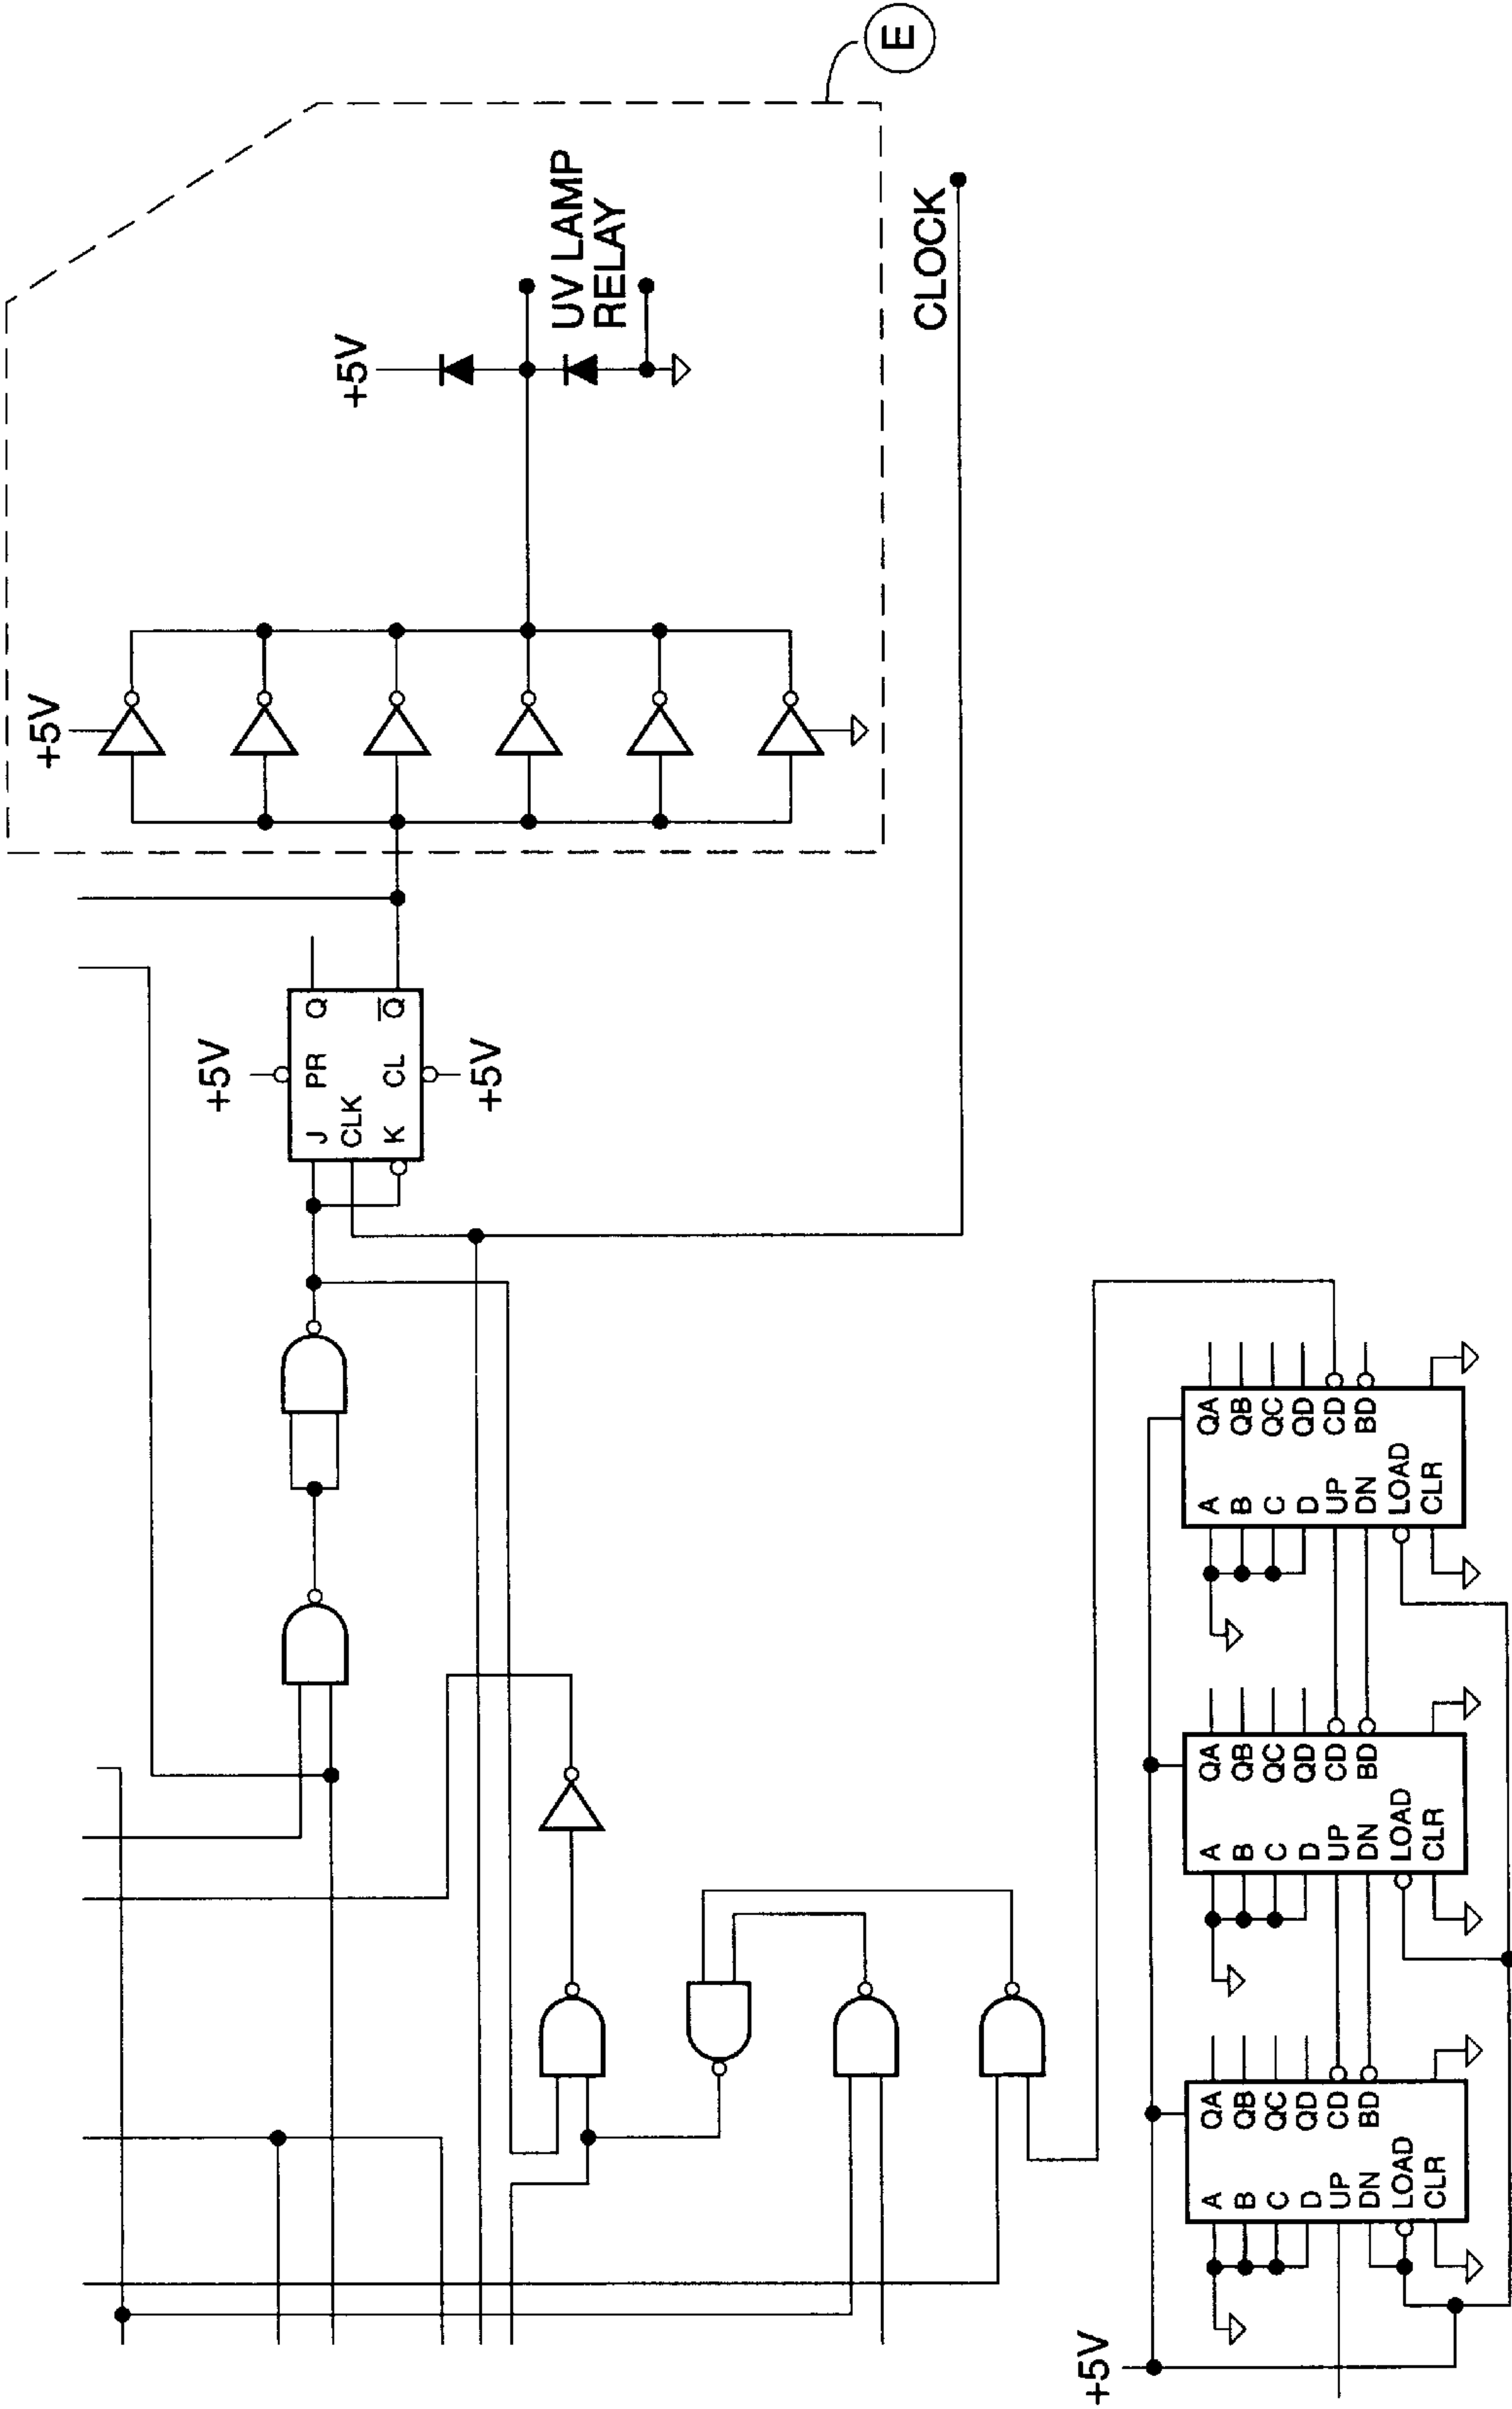 E
+5V
+5V
UV LAMP
RELAY
CLOCK
+5V
J PR Q
CLK
K CL Q
+5V
+5V
A QA
B QB
C QC
D QD
UP CD
DN BD
LOAD
CLR
A QA
B QB
C QC
D QD
UP CD
DN BD
LOAD
CLR
A QA
B QB
C QC
D QD
UP CD
DN BD
LOAD
CLR